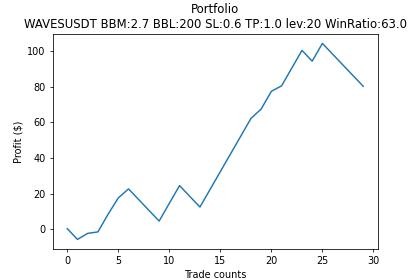 Portfolio
WAVESUSDT BBM:2.7 BBL:200 SL:0.6 TP:1.0 lev:20 WinRatio:63.0
100
80
60
40
20
0
Profit ($)
0 5 10 15 20 25 30
Trade counts